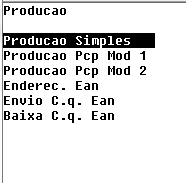 Producao
Producao Simples
Producao Pcp Mod 1
Producao Pcp Mod 2
Enderec. Ean
Envio C.q. Ean
Baixa C.q. Ean